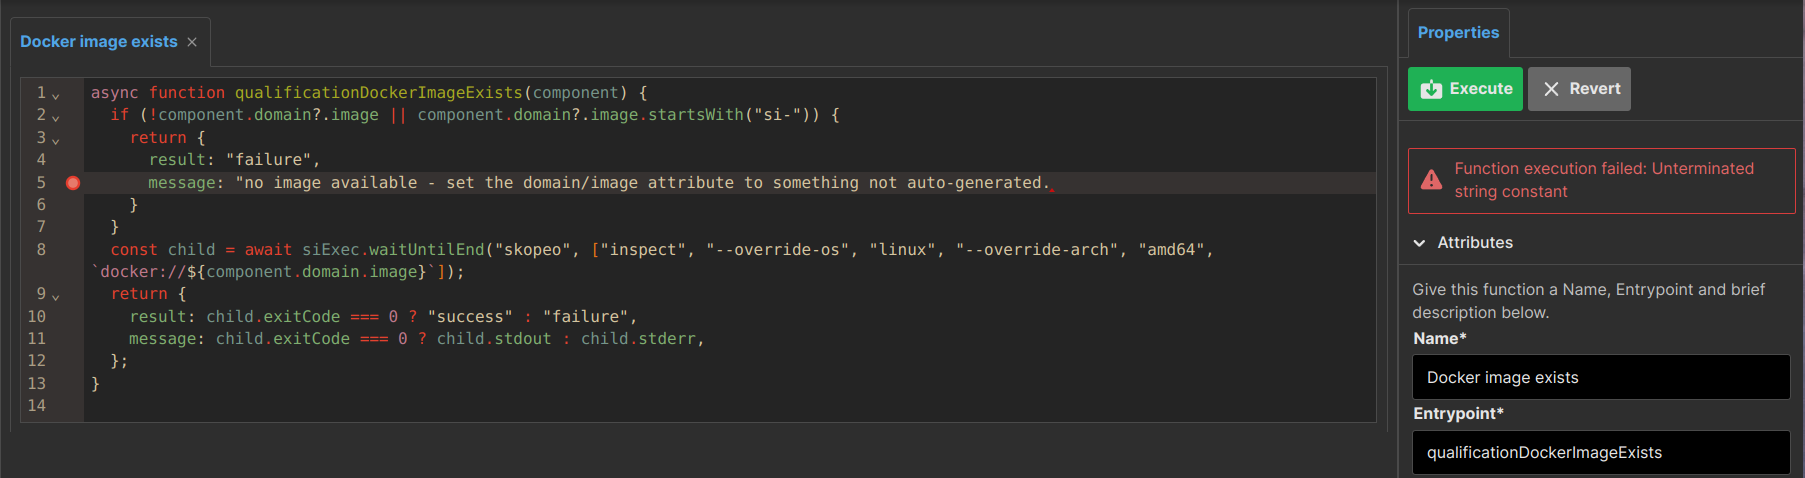 Docker image exists ×
1 async function qualificationDockerImageExists(component) {
2 if (!component.domain?.image || component.domain?.image.startsWith("si-")) {
3 return {
4 result: "failure",
5 message: "no image available - set the domain/image attribute to something not auto-generated.
6 }
7 }
8 const child = await siExec.waitUntilEnd("skopeo", ["inspect", "--override-os", "linux", "--override-arch", "amd64",
`docker://${component.domain.image}`]);
9 return {
10 result: child.exitCode === 0 ? "success" : "failure",
11 message: child.exitCode === 0 ? child.stdout : child.stderr,
12 };
13 }
14
Properties
Execute
Revert
Function execution failed: Unterminated
string constant
Attributes
Give this function a Name, Entrypoint and brief
description below.
Name*
Docker image exists
Entrypoint*
qualificationDockerImageExists